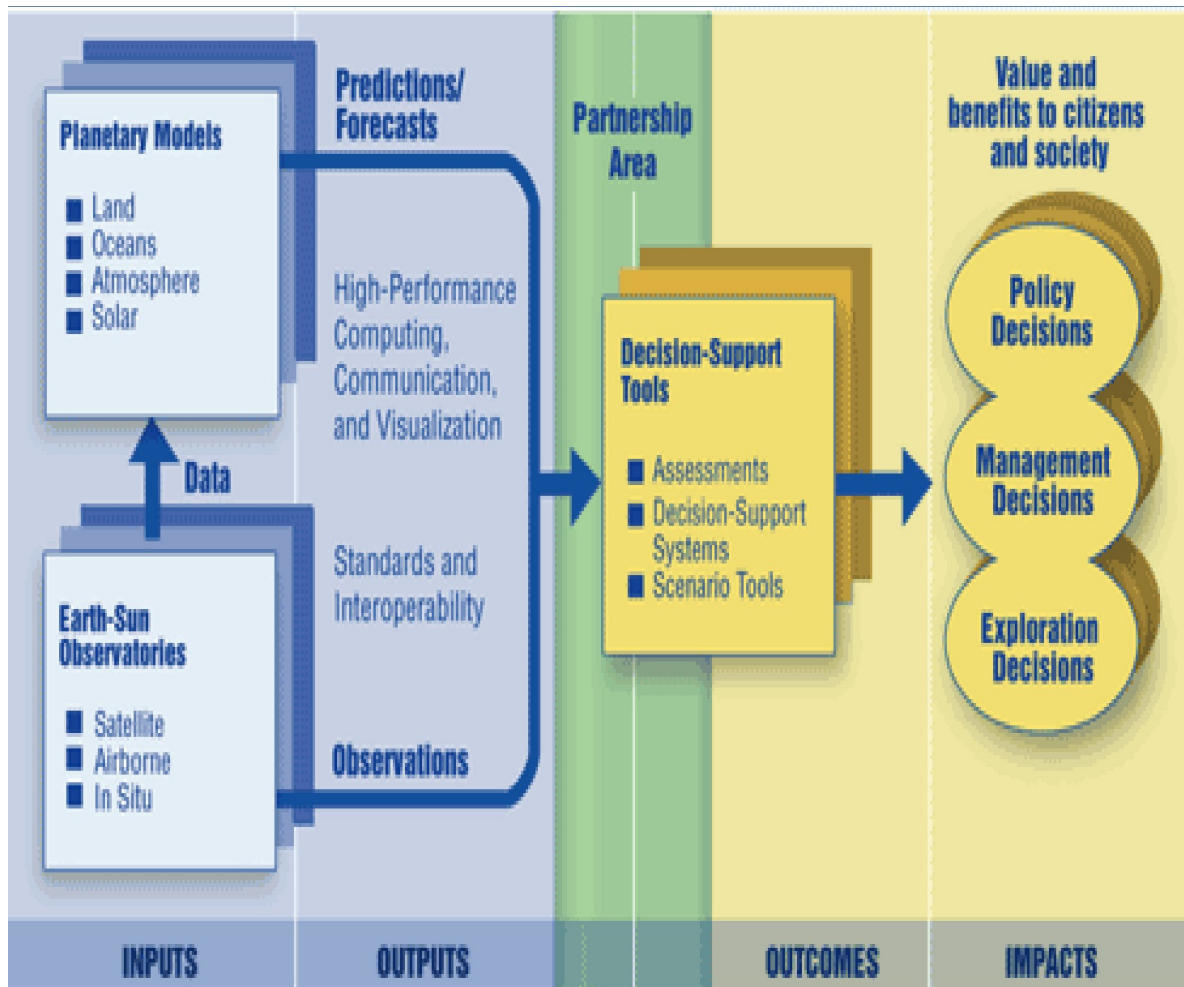 Planetary Models
Land
Oceans
Atmosphere
Solar
Data
Earth-Sun
Observatories
Satellite
Airborne
In Situ
INPUTS
Predictions/
Forecasts
High-Performance
Computing,
Communication,
and Visualization
Standards and
Interoperability
Observations
OUTPUTS
Partnership
Area
Decision-Support
Tools
Assessments
Decision-Support
Systems
Scenario Tools
OUTCOMES
Value and
benefits to citizens
and society
Policy
Decisions
Management
Decisions
Exploration
Decisions
IMPACTS